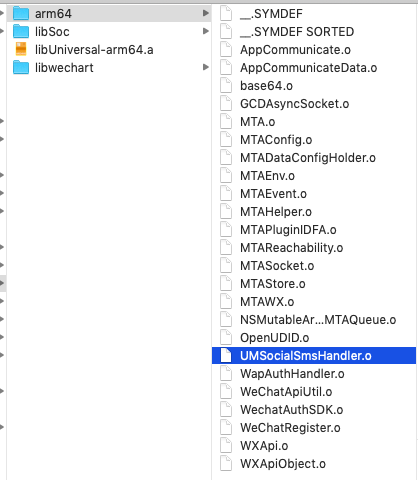 arm64
libSoc
libUniversal-arm64.a
libwechart
__.SYMDEF
__.SYMDEF SORTED
AppCommunicate.o
AppCommunicateData.o
base64.o
GCDAsyncSocket.o
MTA.o
MTAConfig.o
MTADataConfigHolder.o
MTAEnv.o
MTAEvent.o
MTAHelper.o
MTAPluginIDFA.o
MTAReachability.o
MTASocket.o
MTAStore.o
MTAWX.o
NSMutableAr...MTAQueue.o
OpenUDID.o
UMSocialSmsHandler.o
WapAuthHandler.o
WeChatApiUtil.o
WechatAuthSDK.o
WeChatRegister.o
WXApi.o
WXApiObject.o